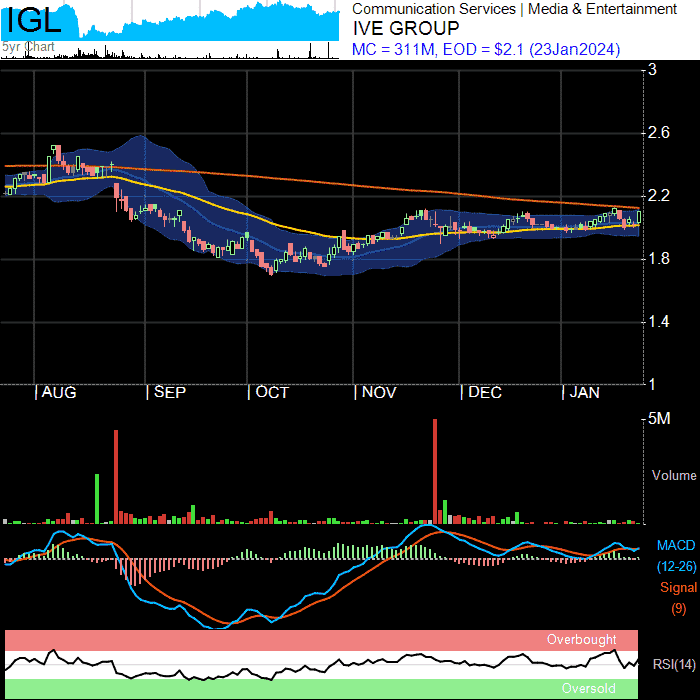 IGL
5yr Chart
Communication Services | Media & Entertainment
IVE GROUP
MC = 311M, EOD = $2.1 (23Jan2024)
3
2.6
2.2
1.8
1.4
1
| AUG | SEP | OCT | NOV | DEC | JAN
5M
Volume
MACD
(12-26)
Signal
(9)
Overbought
RSI(14)
Oversold